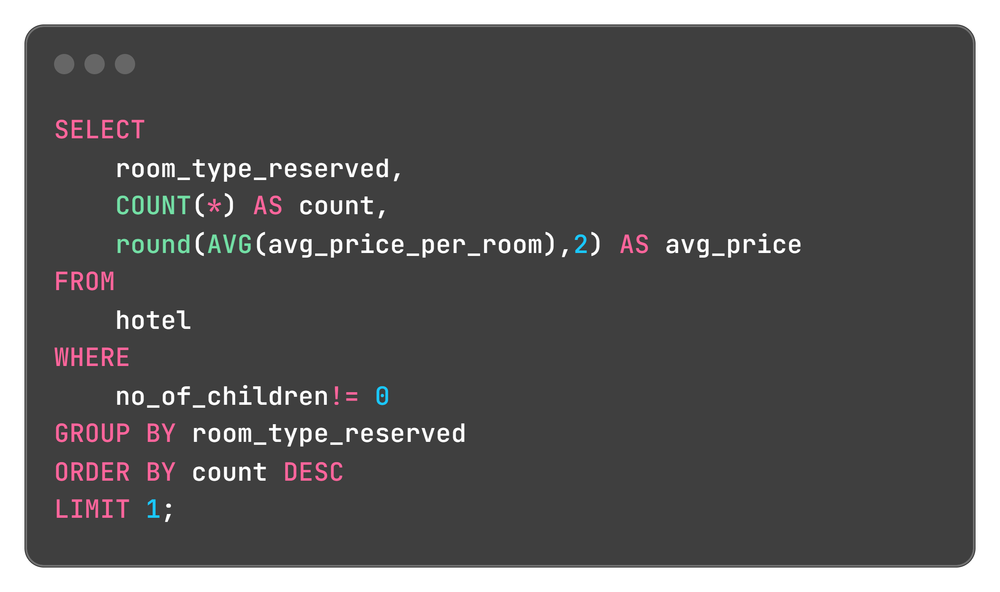 SELECT
    room_type_reserved,
    COUNT(*) AS count,
    round(AVG(avg_price_per_room),2) AS avg_price
FROM
    hotel
WHERE
    no_of_children!= 0
GROUP BY room_type_reserved
ORDER BY count DESC
LIMIT 1;